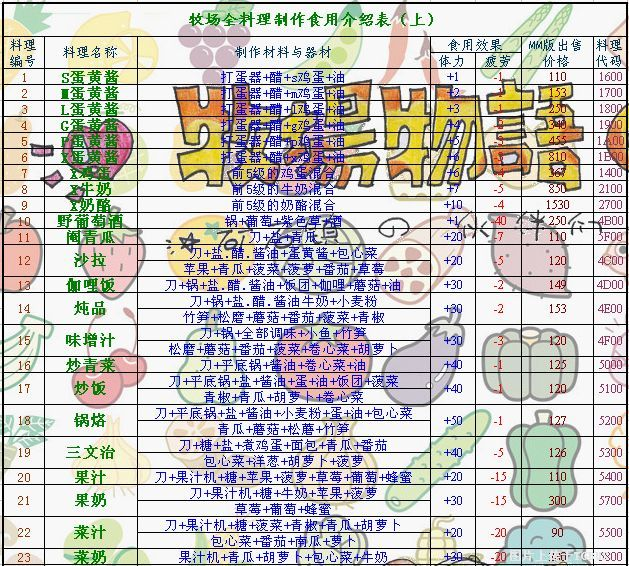 牧场全料理制作食用介绍表（上）
料理编号 料理名称 制作材料与器材 食用效果 体力 疲劳 MM版出售价格 料理代码
1 S蛋黄酱 打蛋器+醋+s鸡蛋+油 +1 -1 110 1600
2 M蛋黄酱 打蛋器+醋+m鸡蛋+油 +2 -1 153 1700
3 L蛋黄酱 打蛋器+醋+l鸡蛋+油 +3 -1 250 1800
4 G蛋黄酱 打蛋器+醋+g鸡蛋+油 +4 -2 340 1900
5 P蛋黄酱 打蛋器+醋+p鸡蛋+油 +5 455 1A00
6 X蛋黄酱 打蛋器+醋+x鸡蛋+油 +6 810 1B00
7 X鸡蛋 前5级的鸡蛋混合 +6 367 1400
8 X牛奶 前5级的牛奶混合 +7 -5 850 2100
9 X奶酪 前5级的奶酪混合 +10 -4 1530 2700
10 野葡萄酒 锅+葡萄+紫色草+酒 +1 -40 250 4B00
11 腌青瓜 刀+盐+青瓜 +20 -7 110 5F00
12 沙拉 刀+盐.醋.酱油+蛋黄酱+包心菜
苹果+青瓜+菠菜+菠萝+番茄+草莓 +20 -5 120 4C00
13 伽哩饭 刀+锅+盐.醋.酱油+饭团+伽哩+蘑菇+油 +30 -2 149 4D00
14 炖品 刀+锅+盐.醋.酱油牛奶+小麦粉
竹笋+松磨+蘑菇+番茄+菠菜+青椒 +30 -2 153 4E00
15 味增汁 刀+锅+全部调味+小鱼+竹笋
松磨+蘑菇+番茄+菠菜+卷心菜+胡萝卜 +30 -3 120 4F00
16 炒青菜 刀+平底锅+酱油+卷心菜+油 +40 -1 125 5000
17 炒饭 刀+平底锅+盐+酱油+蛋+油+饭团+菠菜
青椒+青瓜+胡萝卜+卷心菜 +40 -1 120 5100
18 锅烙 刀+平底锅+盐+酱油+小麦粉+蛋+油+包心菜
青瓜+蘑菇+松蘑+竹笋 +50 -1 127 5200
19 三文治 刀+糖+盐+煮鸡蛋+面包+青瓜+番茄
包心菜+洋葱+胡萝卜+菠萝 +40 -5 126 5300
20 果汁 刀+果汁机+糖+苹果+菠萝+草莓+葡萄+蜂蜜 +20 -15 110 5400
21 果奶 刀+果汁机+糖+牛奶+苹果+菠萝
草莓+葡萄+蜂蜜 +30 -15 300 5700
22 菜汁 刀+果汁机+糖+菠菜+青椒+青瓜+胡萝卜
包心菜+番茄+南瓜+萝卜 +20 -20 90 5500
23 菜奶 果汁机+青瓜+胡萝卜+包心菜+牛奶 +30 -20 5800
牧場物語